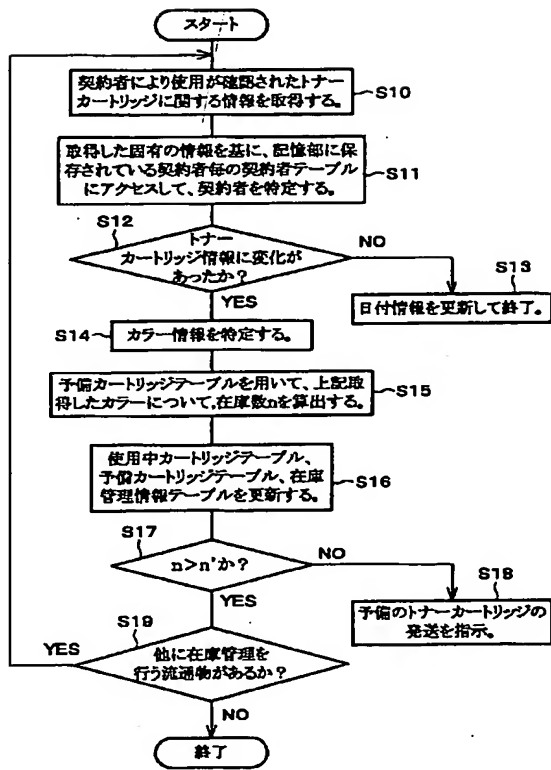 スタート
契約者により使用が確認されたトナー
カートリッジに関する情報を取得する。
S10
取得した固有の情報を基に、記憶部に保
存されている契約者毎の契約者テーブル
にアクセスして、契約者を特定する。
S11
S12
トナー
カートリッジ情報に変化が
あったか?
NO
S13
日付情報を更新して終了。
YES
S14
カラー情報を特定する。
予備カートリッジテーブルを用いて、上記取
得したカラーについて,在庫数nを算出する。
S15
使用中カートリッジテーブル、
予備カートリッジテーブル、在庫
管理情報テーブルを更新する。
S16
S17
n>n'か?
NO
S18
予備のトナーカートリッジの
発送を指示。
YES
S19
YES
他に在庫管理を
行う流通物があるか?
NO
終了